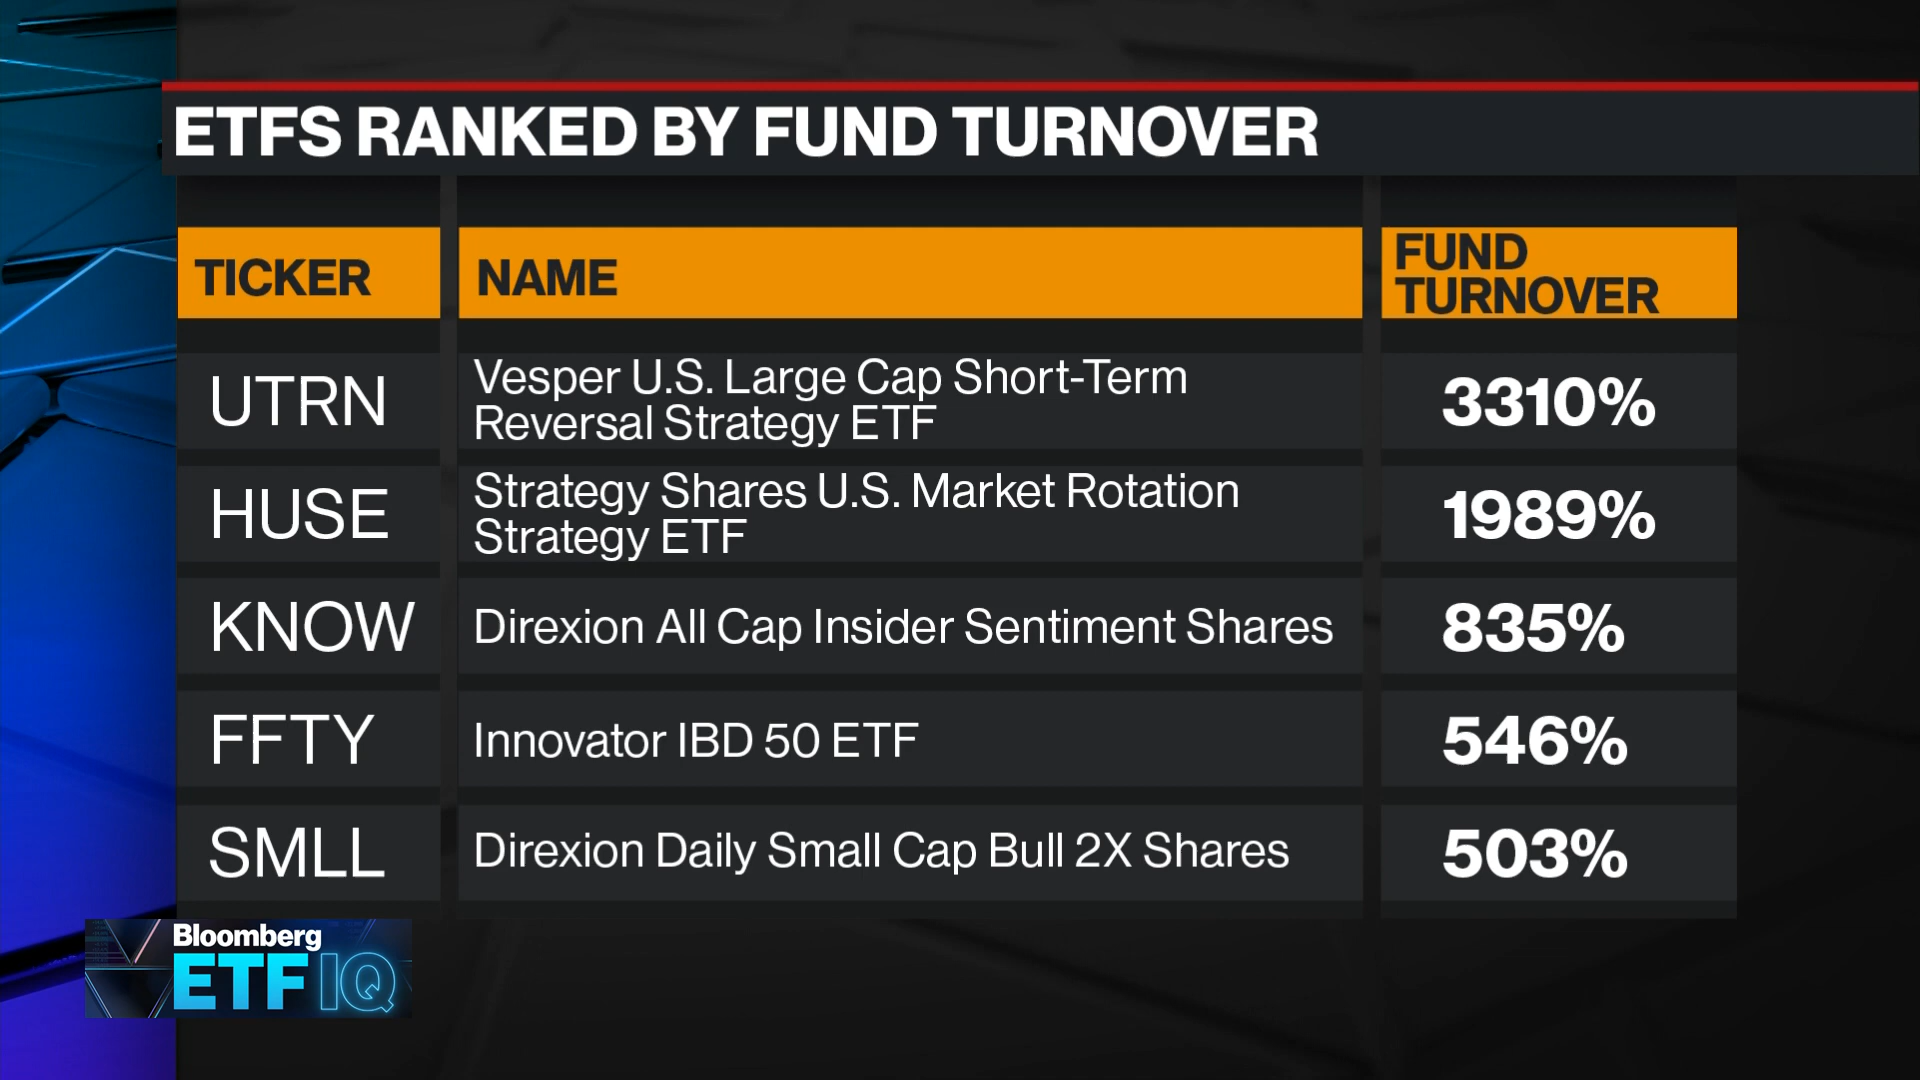 ETFS RANKED BY FUND TURNOVER
TICKER
NAME
FUND
TURNOVER
UTRN
Vesper U.S. Large Cap Short-Term
Reversal Strategy ETF
3310%
HUSE
Strategy Shares U.S. Market Rotation
Strategy ETF
1989%
KNOW
Direxion All Cap Insider Sentiment Shares
835%
FFTY
Innovator IBD 50 ETF
546%
SMLL
Direxion Daily Small Cap Bull 2X Shares
503%
Bloomberg
ETF IQ